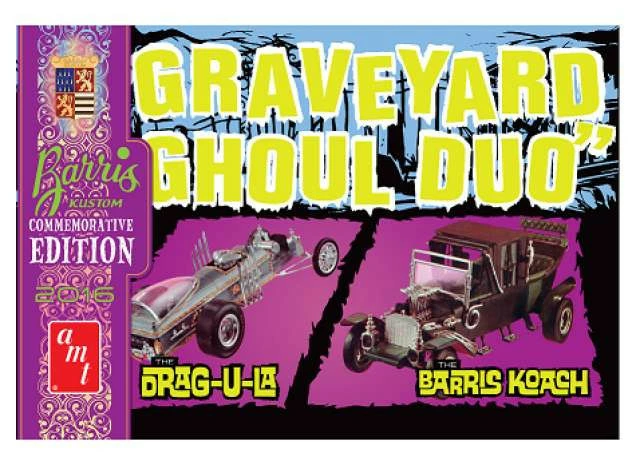 GRAVEYARD
GHOUL DUO"
Barris
KUSTOM
COMMEMORATIVE
EDITION
2016
amt
THE
DRAG-U-LA
THE
BARRIS KOACH